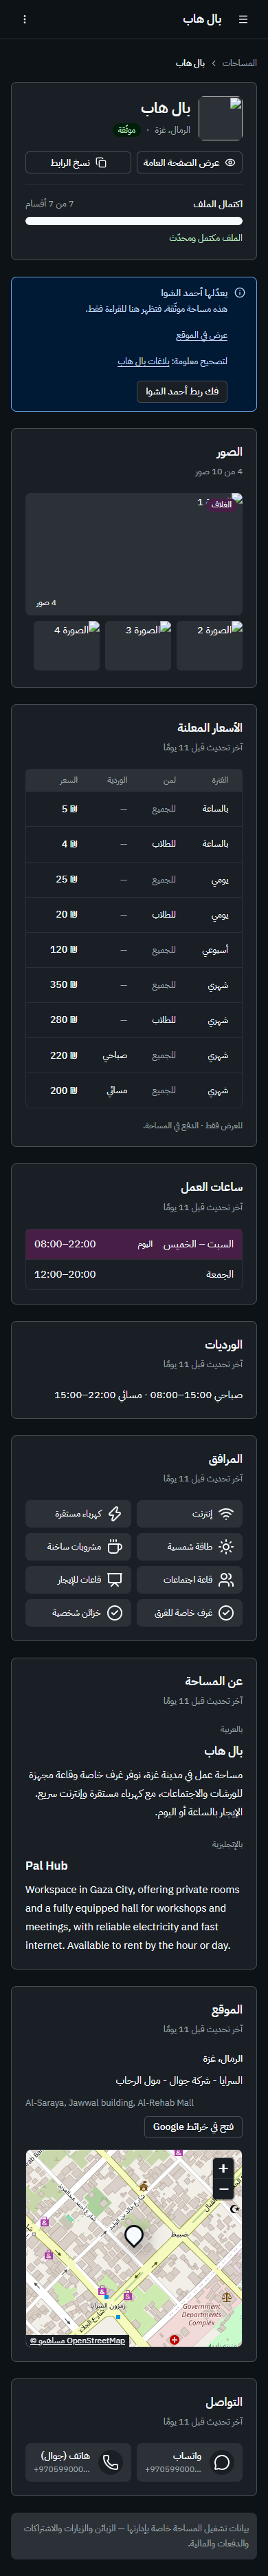 بال هاب
المساحات
بال هاب
بال هاب
الرمال، غزة · موثّقة
عرض الصفحة العامة
نسخ الرابط
اكتمال الملف
7 من 7 أقسام
الملف مكتمل ومحدّث
يعدّلها أحمد الشوا
هذه مساحة موثّقة، فتظهر هنا للقراءة فقط.
عرض في الموقع
لتصحيح معلومة: بلاغات بال هاب
فك ربط أحمد الشوا
الصور
4 من 10 صور
الغلاف
1
4 صور
الصورة 2
الصورة 3
الصورة 4
الأسعار المعلنة
آخر تحديث قبل 11 يومًا
الفترة لمن الوردية السعر
بالساعة للجميع — 5 ₪
بالساعة للطلاب — 4 ₪
يومي للجميع — 25 ₪
يومي للطلاب — 20 ₪
أسبوعي للجميع — 120 ₪
شهري للجميع — 350 ₪
شهري للطلاب — 280 ₪
شهري للجميع صباحي 220 ₪
شهري للجميع مسائي 200 ₪
للعرض فقط · الدفع في المساحة.
ساعات العمل
آخر تحديث قبل 11 يومًا
السبت – الخميس اليوم 08:00–22:00
الجمعة 12:00–20:00
الورديات
آخر تحديث قبل 11 يومًا
صباحي 08:00–15:00 · مسائي 15:00–22:00
المرافق
آخر تحديث قبل 11 يومًا
إنترنت
كهرباء مستقرة
طاقة شمسية
مشروبات ساخنة
قاعة اجتماعات
قاعات للإيجار
غرف خاصة للفرق
خزائن شخصية
عن المساحة
آخر تحديث قبل 11 يومًا
بالعربية
بال هاب
مساحة عمل في مدينة غزة، نوفر غرف خاصة وقاعة مجهزة
للورشات والاجتماعات، مع كهرباء مستقرة وإنترنت سريع.
الإيجار بالساعة أو اليوم.
بالإنجليزية
Pal Hub
Workspace in Gaza City, offering private rooms
and a fully equipped hall for workshops and
meetings, with reliable electricity and fast
internet. Available to rent by the hour or day.
الموقع
آخر تحديث قبل 11 يومًا
الرمال، غزة
السرايا - شركة جوال - مول الرحاب
Al-Saraya, Jawwal building, Al-Rehab Mall
فتح في خرائط Google
+
−
ضبيط
رمزون السرايا
Government
Departments
Complex
© OpenStreetMap مساهمو
التواصل
آخر تحديث قبل 11 يومًا
واتساب
+970599000...
هاتف (جوال)
+970599000...
بيانات تشغيل المساحة خاصة بإدارتها — الزبائن والزيارات والاشتراكات
والدفعات والمالية.